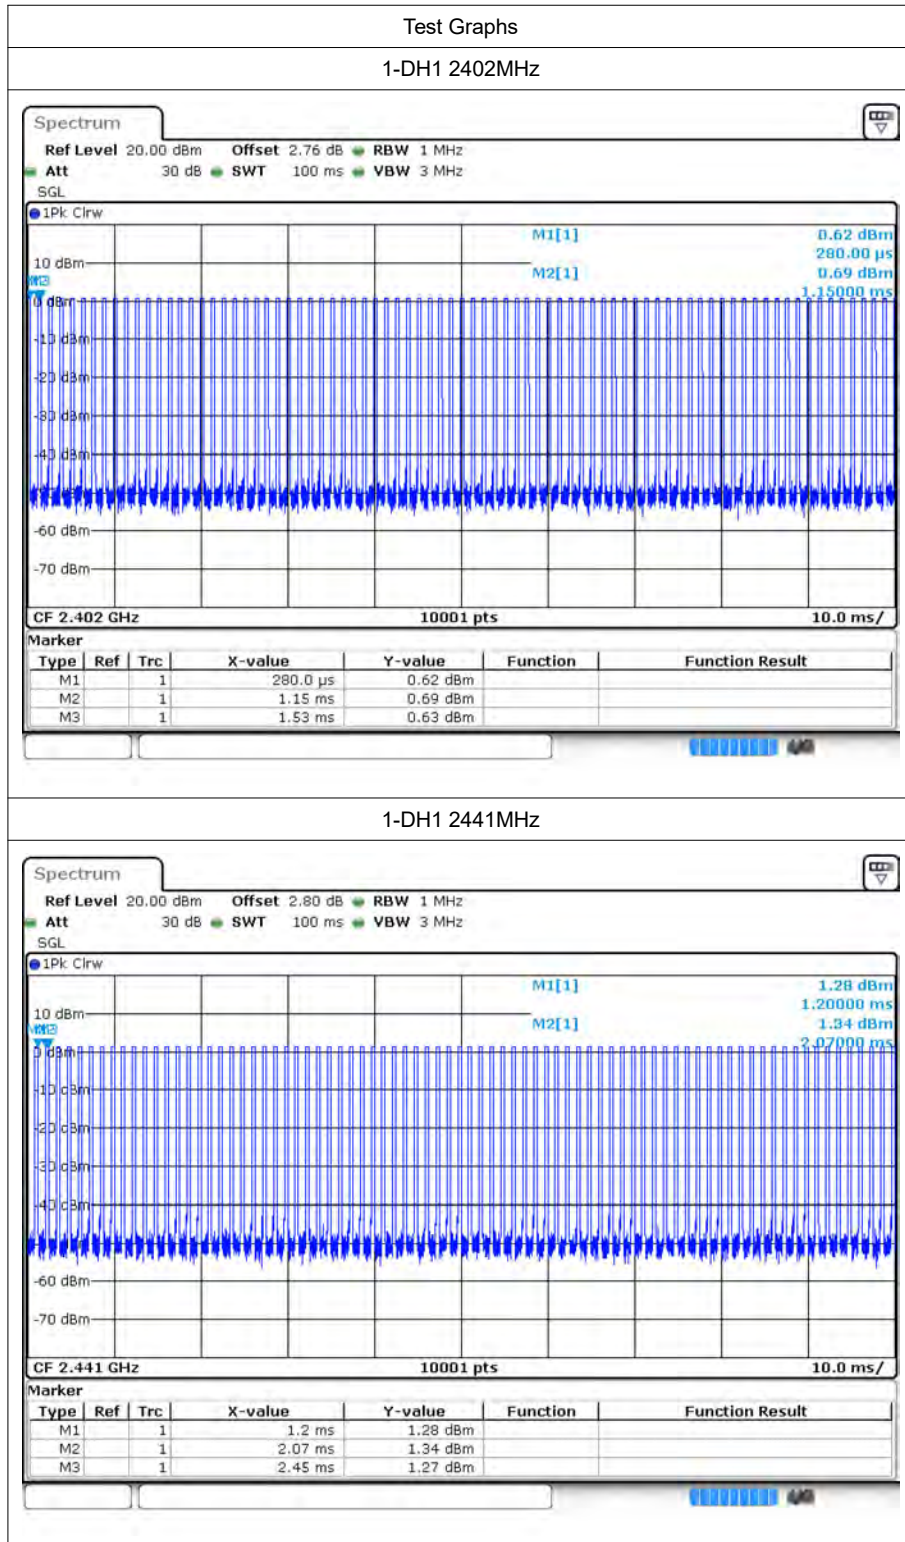 Test Graphs
1-DH1 2402MHz
Spectrum
Ref Level 20.00 dBm Offset 2.76 dB RBW 1 MHz
Att 30 dB SWT 100 ms VBW 3 MHz
SGL
1Pk Clrw
M1[1] 0.62 dBm
280.00 µs
10 dBm
M2[1] 0.69 dBm
1.15000 ms
0 dBm
-10 dBm
-20 dBm
-30 dBm
-40 dBm
-60 dBm
-70 dBm
CF 2.402 GHz 10001 pts 10.0 ms/
Marker
Type Ref Trc X-value Y-value Function Function Result
M1 1 280.0 µs 0.62 dBm
M2 1 1.15 ms 0.69 dBm
M3 1 1.53 ms 0.63 dBm
1-DH1 2441MHz
Spectrum
Ref Level 20.00 dBm Offset 2.80 dB RBW 1 MHz
Att 30 dB SWT 100 ms VBW 3 MHz
SGL
1Pk Clrw
M1[1] 1.28 dBm
1.20000 ms
10 dBm
M2[1] 1.34 dBm
2.07000 ms
0 dBm
-10 dBm
-20 dBm
-30 dBm
-40 dBm
-60 dBm
-70 dBm
CF 2.441 GHz 10001 pts 10.0 ms/
Marker
Type Ref Trc X-value Y-value Function Function Result
M1 1 1.2 ms 1.28 dBm
M2 1 2.07 ms 1.34 dBm
M3 1 2.45 ms 1.27 dBm